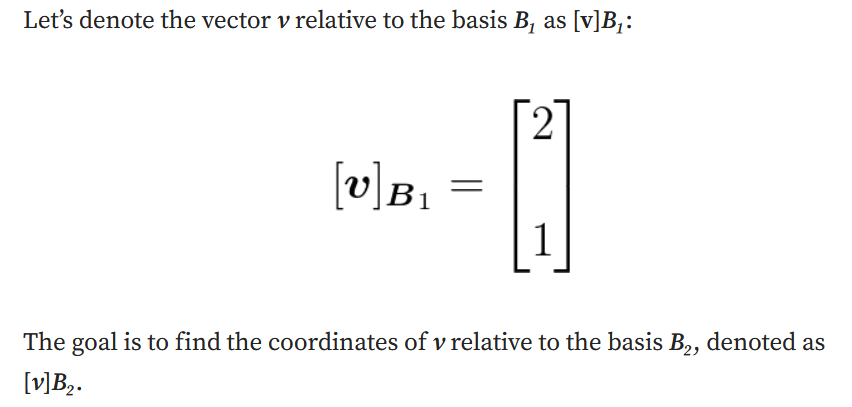 Let’s denote the vector v relative to the basis B₁ as [v]B₁:
[v]B₁ = [2
1]
The goal is to find the coordinates of v relative to the basis B₂, denoted as
[v]B₂.